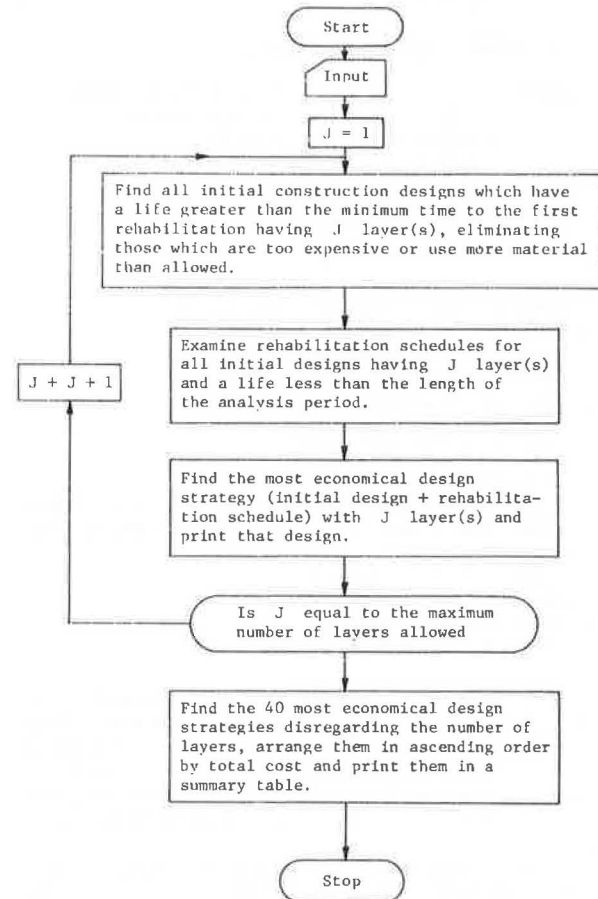 Start
Input
J = 1
Find all initial construction designs which have
a life greater than the minimum time to the first
rehabilitation having J layer(s), eliminating
those which are too expensive or use more material
than allowed.
Examine rehabilitation schedules for
all initial designs having J layer(s)
and a life less than the length of
the analysis period.
J + J + 1
Find the most economical design
strategy (initial design + rehabilita-
tion schedule) with J layer(s) and
print that design.
Is J equal to the maximum
number of layers allowed
Find the 40 most economical design
strategies disregarding the number of
layers, arrange them in ascending order
by total cost and print them in a
summary table.
Stop